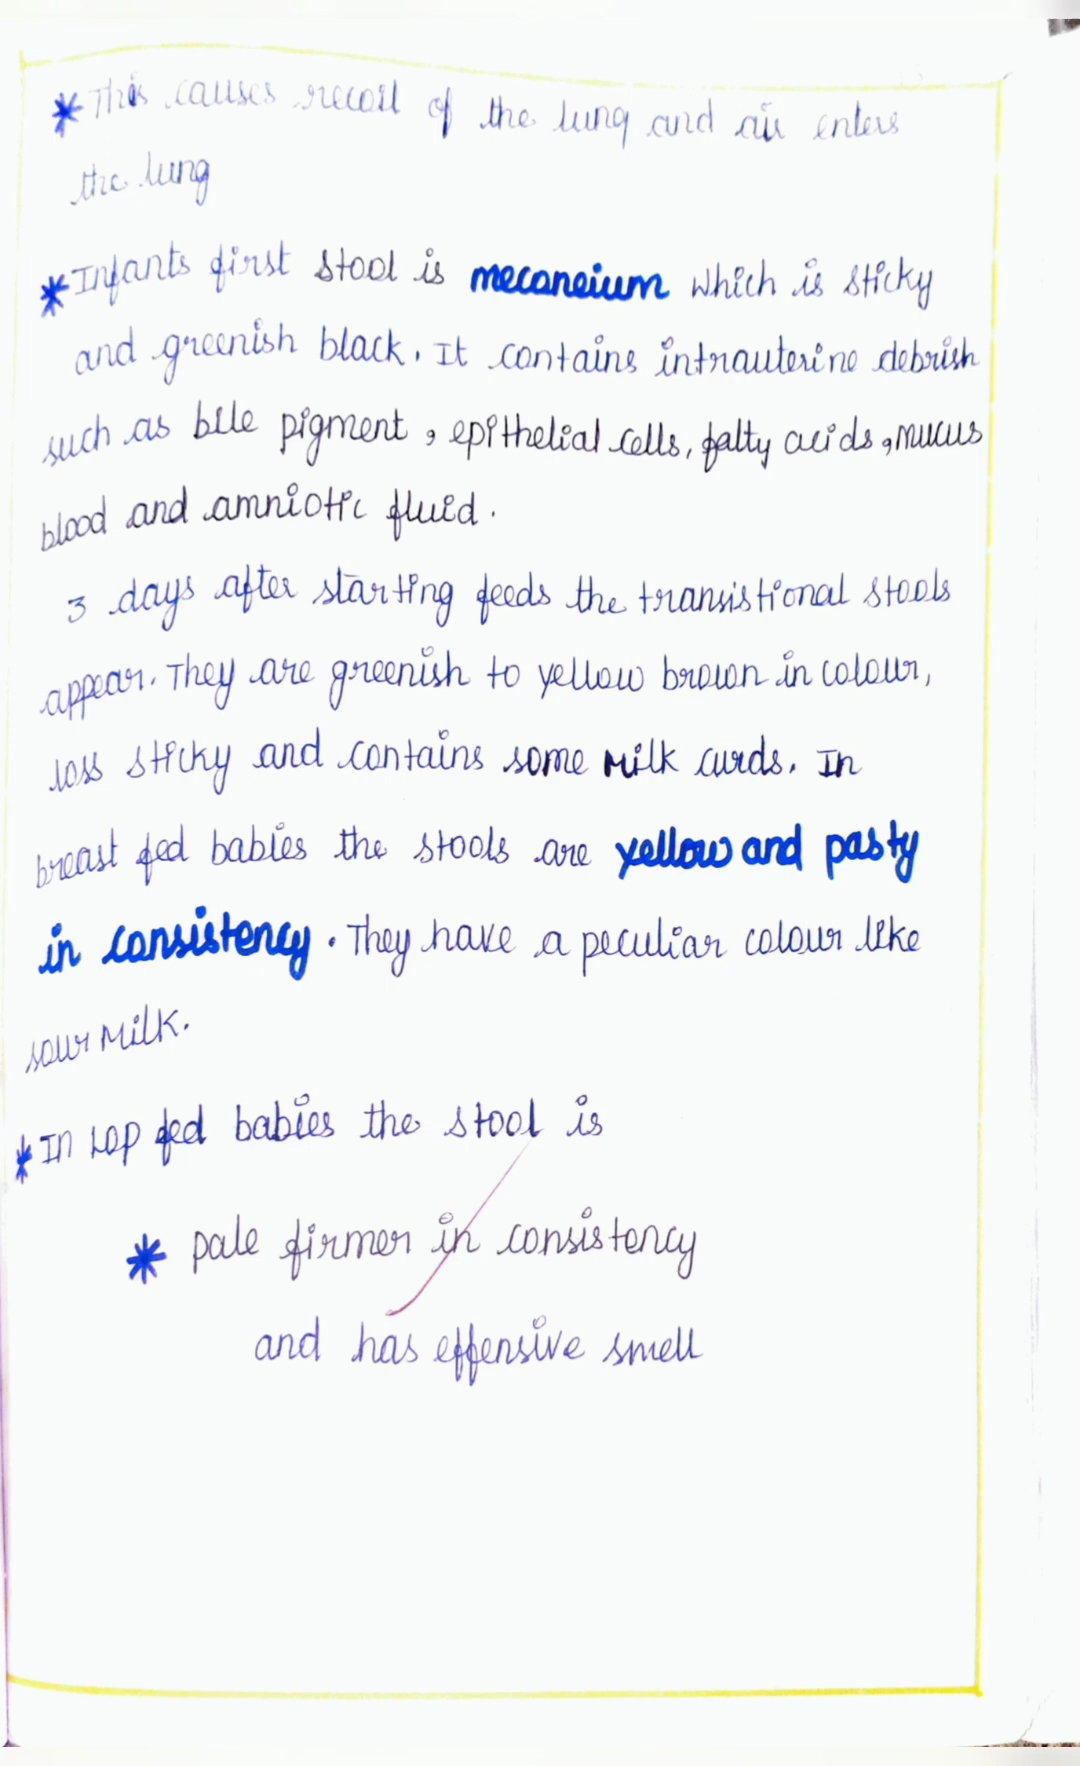 * This causes recoil of the lung and air enters
the lung
* Infants first stool is meconeium which is sticky
and greenish black. It contains intrauterine debrish
such as bile pigment, epithelial cells, falty acids, mucus
blood and amniotic fluid.
3 days after starting feeds the transistional stools
appear. They are greenish to yellow brown in colour,
loss sticky and contains some milk curds. In
breast fed babies the stools are yellow and pasty
in consistency. They have a peculiar colour like
sour milk.
* In LOP fed babies the stool is
* pale firmer in consistency
and has effensive smell